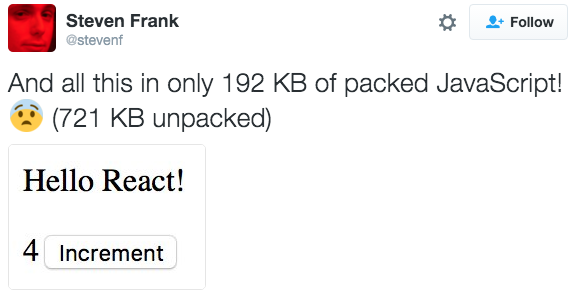 Steven Frank
@stevenf
Follow
And all this in only 192 KB of packed JavaScript!
😨 (721 KB unpacked)
Hello React!
4 Increment